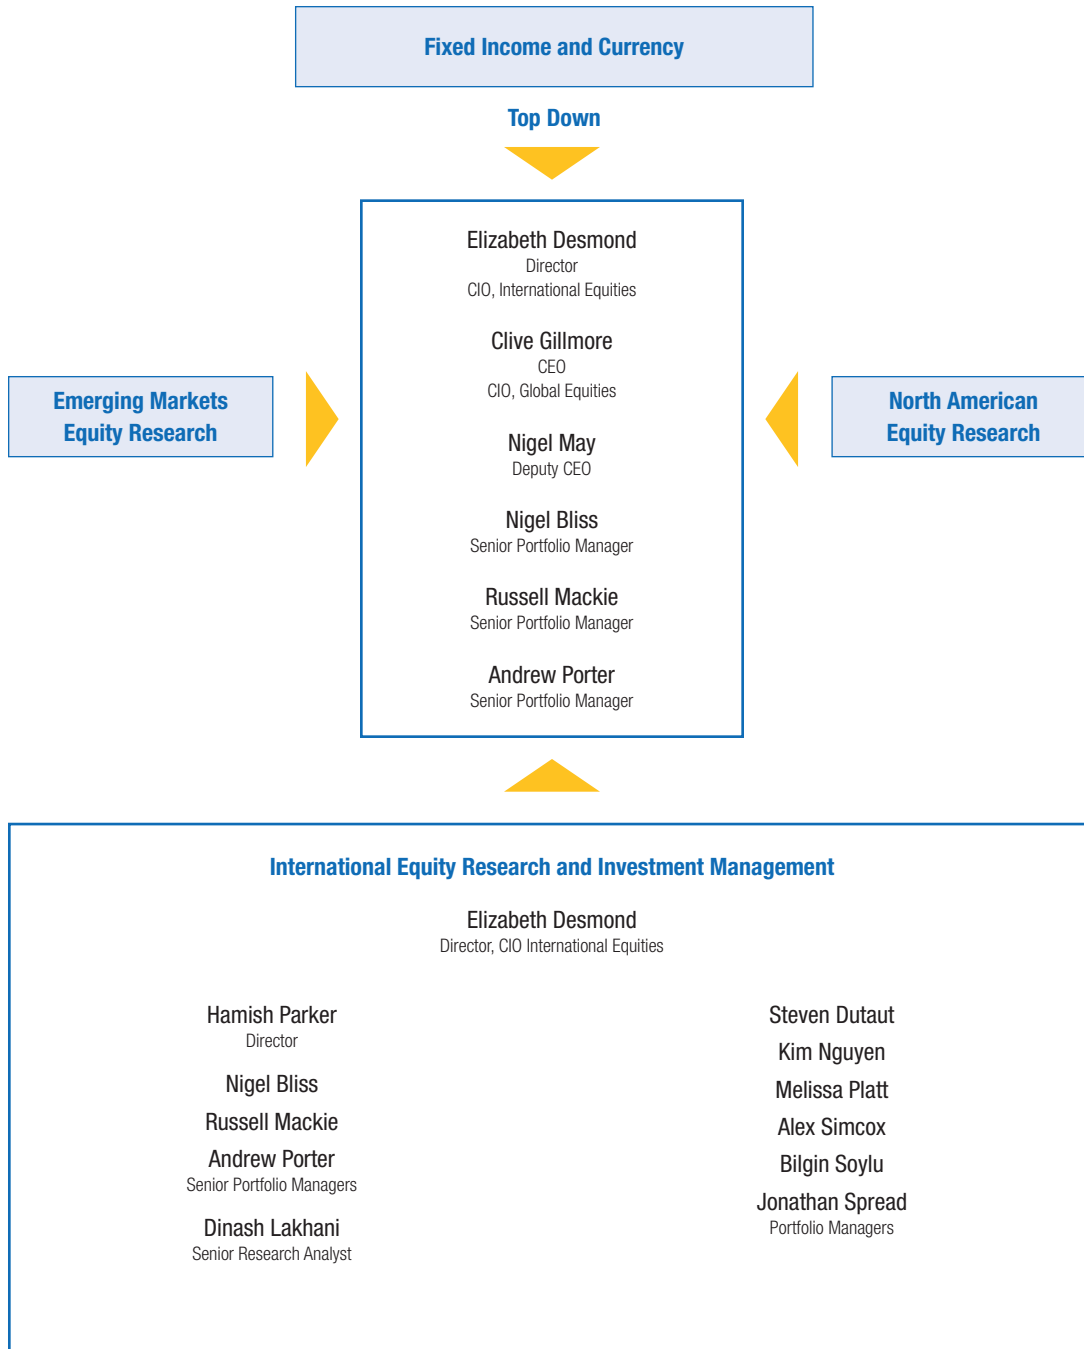 Fixed Income and Currency
Top Down
Elizabeth Desmond
Director
CIO, International Equities
Clive Gillmore
CEO
CIO, Global Equities
Nigel May
Deputy CEO
Nigel Bliss
Senior Portfolio Manager
Russell Mackie
Senior Portfolio Manager
Andrew Porter
Senior Portfolio Manager
Emerging Markets
Equity Research
North American
Equity Research
International Equity Research and Investment Management
Elizabeth Desmond
Director, CIO International Equities
Hamish Parker
Director
Nigel Bliss
Russell Mackie
Andrew Porter
Senior Portfolio Managers
Dinash Lakhani
Senior Research Analyst
Steven Dutaut
Kim Nguyen
Melissa Platt
Alex Simcox
Bilgin Soylu
Jonathan Spread
Portfolio Managers